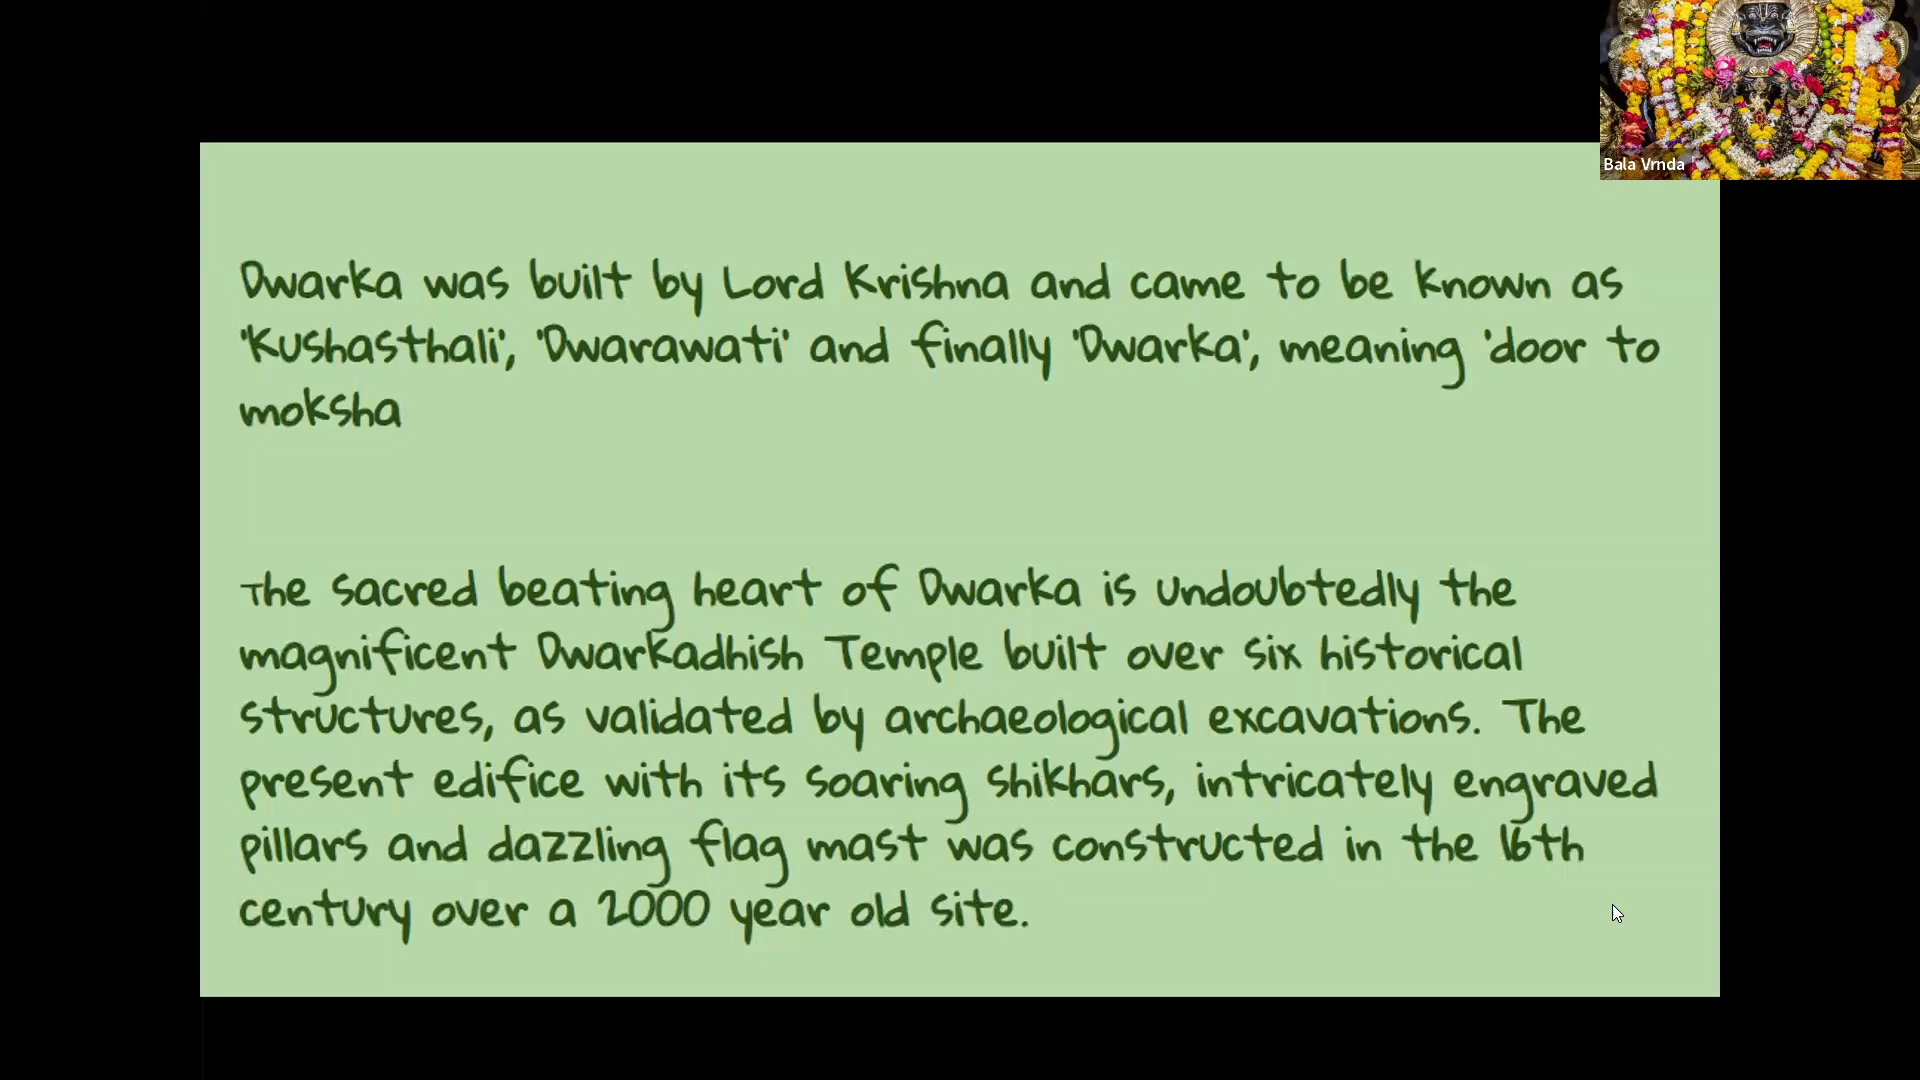 Bala Vrnda
Dwarka was built by Lord Krishna and came to be known as
'Kushasthali', 'Dwarawati' and finally 'Dwarka', meaning 'door to
moksha
The sacred beating heart of Dwarka is undoubtedly the
magnificent Dwarkadhish Temple built over six historical
structures, as validated by archaeological excavations. The
present edifice with its soaring shikhars, intricately engraved
pillars and dazzling flag mast was constructed in the 16th
century over a 2000 year old site.